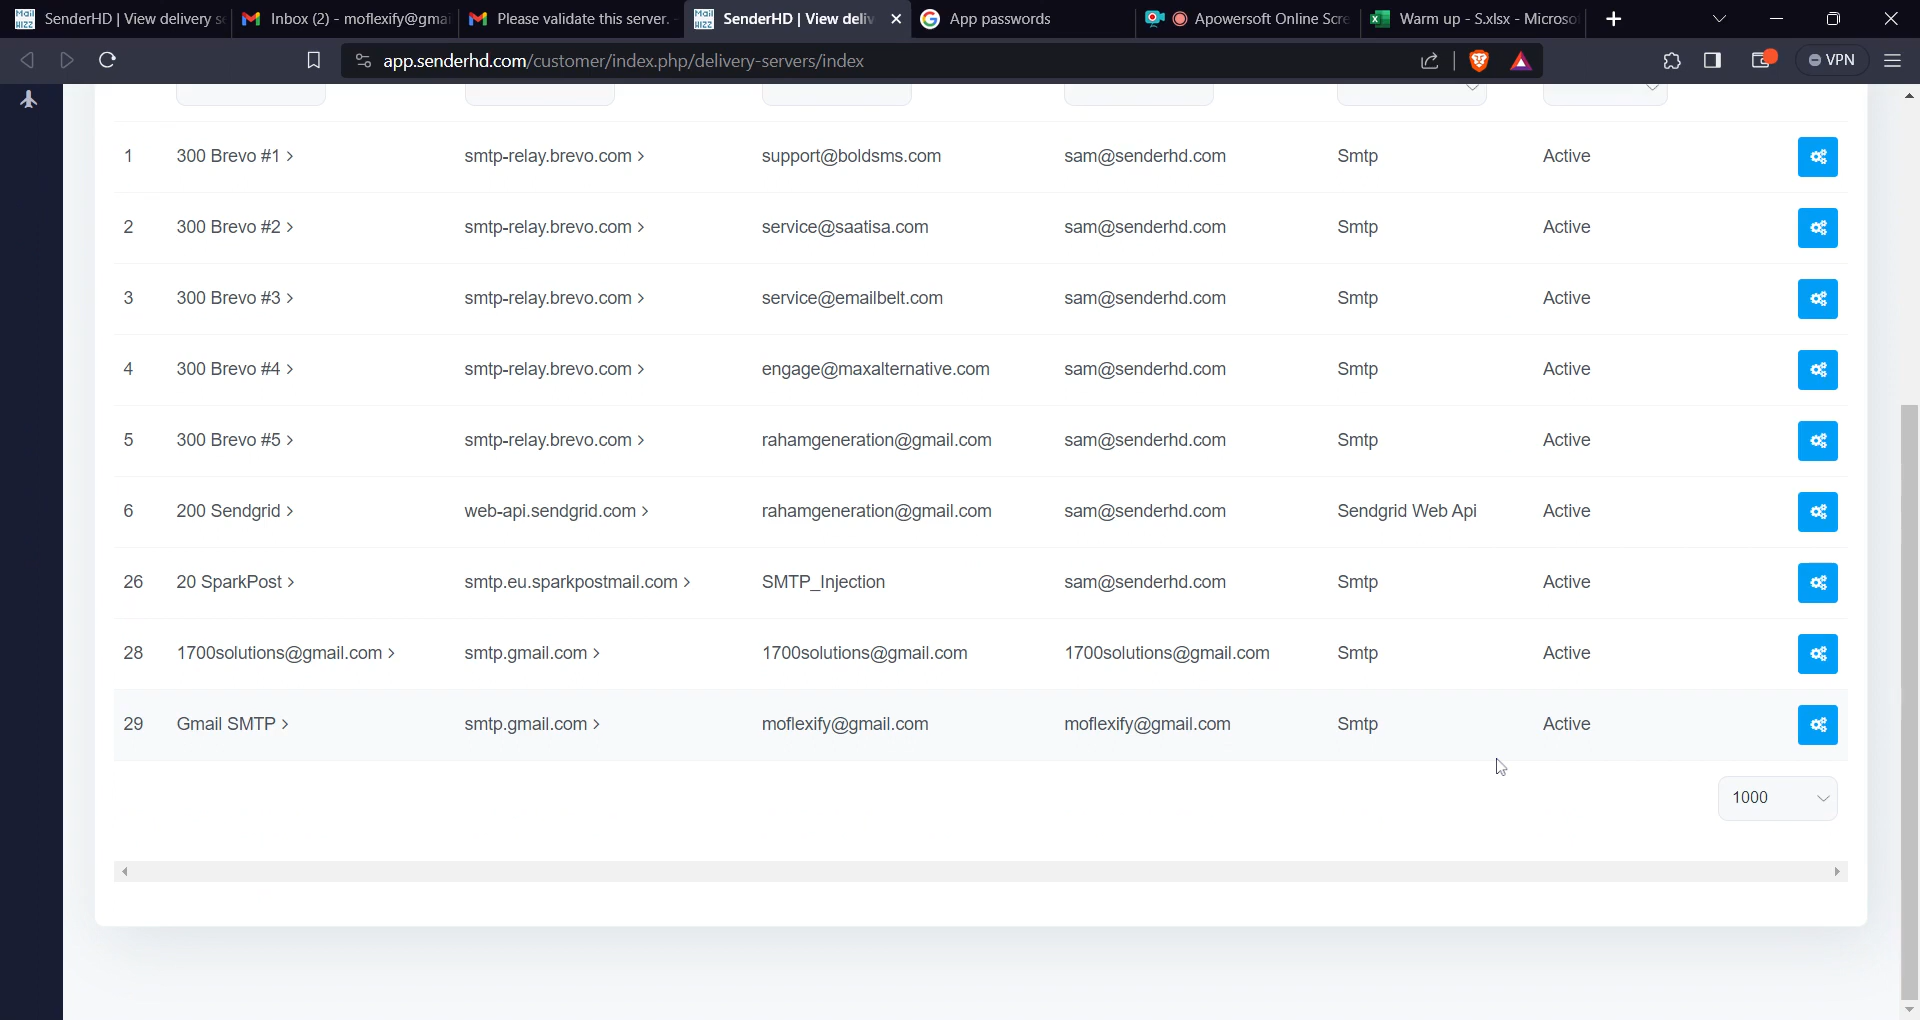 SenderHD | View delivery se
Inbox (2) - moflexify@gmai
Please validate this server. -
SenderHD | View deliv
App passwords
Apowersoft Online Scre
Warm up - S.xlsx - Microso
app.senderhd.com/customer/index.php/delivery-servers/index
VPN
1 300 Brevo #1 > smtp-relay.brevo.com > support@boldsms.com sam@senderhd.com Smtp Active
2 300 Brevo #2 > smtp-relay.brevo.com > service@saatisa.com sam@senderhd.com Smtp Active
3 300 Brevo #3 > smtp-relay.brevo.com > service@emailbelt.com sam@senderhd.com Smtp Active
4 300 Brevo #4 > smtp-relay.brevo.com > engage@maxalternative.com sam@senderhd.com Smtp Active
5 300 Brevo #5 > smtp-relay.brevo.com > rahamgeneration@gmail.com sam@senderhd.com Smtp Active
6 200 Sendgrid > web-api.sendgrid.com > rahamgeneration@gmail.com sam@senderhd.com Sendgrid Web Api Active
26 20 SparkPost > smtp.eu.sparkpostmail.com > SMTP_Injection sam@senderhd.com Smtp Active
28 1700solutions@gmail.com > smtp.gmail.com > 1700solutions@gmail.com 1700solutions@gmail.com Smtp Active
29 Gmail SMTP > smtp.gmail.com > moflexify@gmail.com moflexify@gmail.com Smtp Active
1000